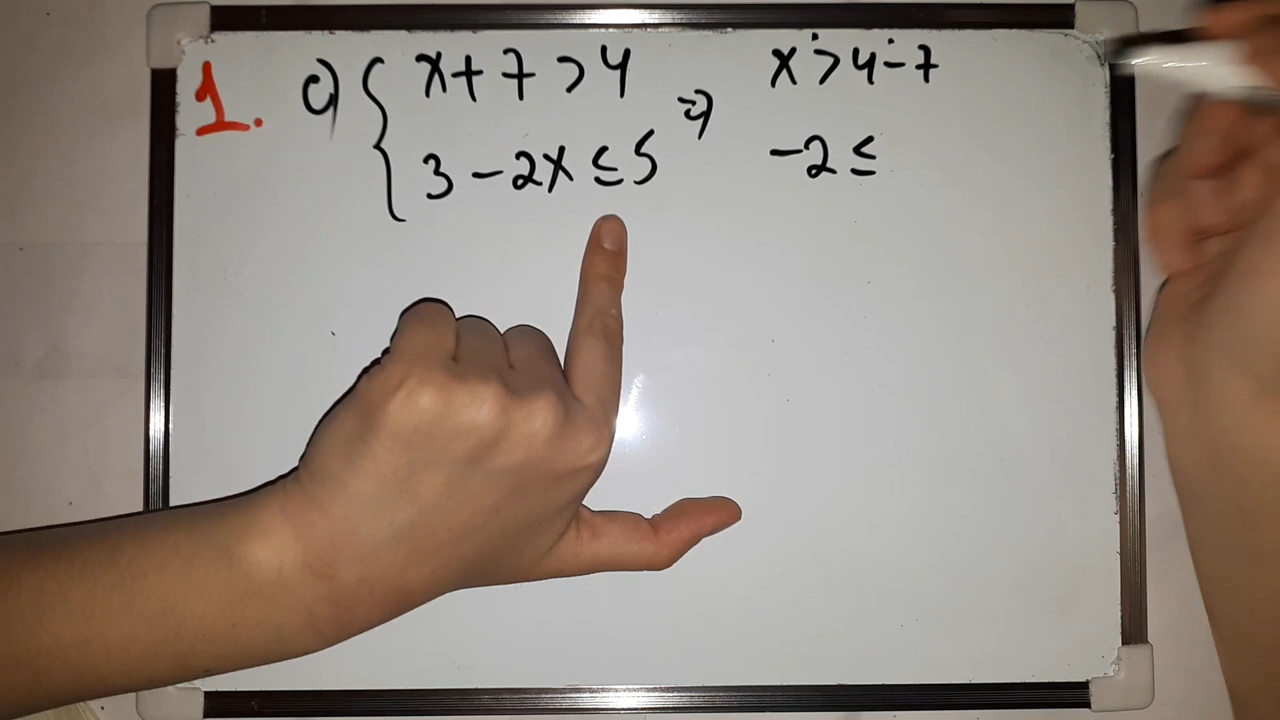 1. c) { x + 7 > 4 => x > 4 - 7
3 - 2x ≤ 5 -2 ≤